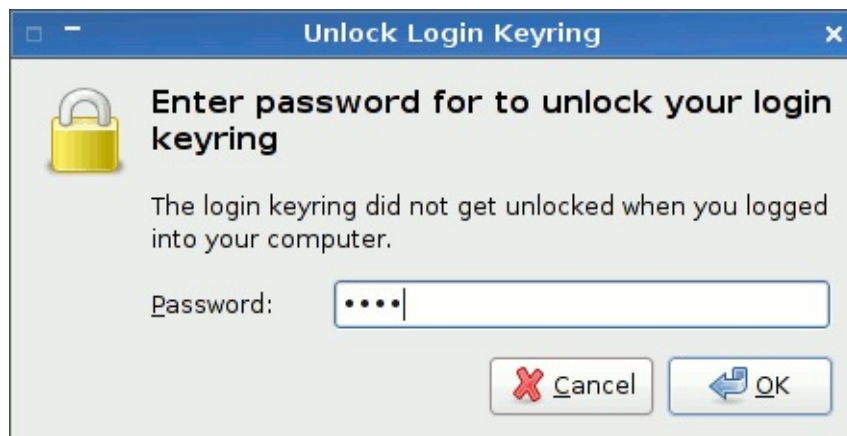 Unlock Login Keyring
Enter password for to unlock your login
keyring
The login keyring did not get unlocked when you logged
into your computer.
Password: ••••
Cancel OK